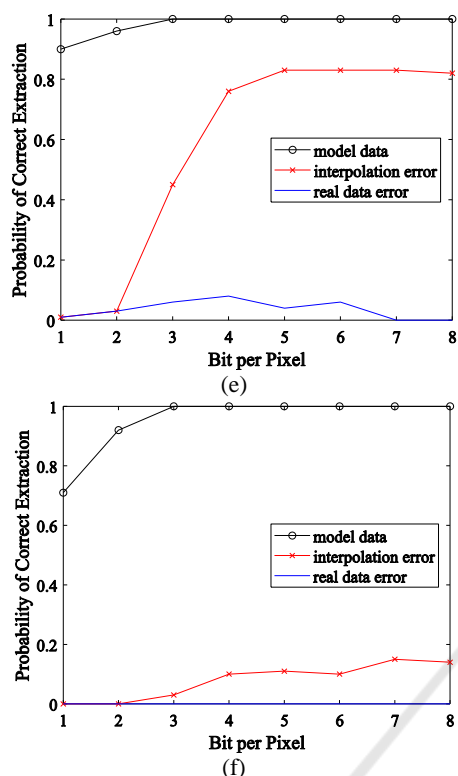 1
0.8
0.6
0.4
0.2
0
Probability of Correct Extraction
model data
interpolation error
real data error
1 2 3 4 5 6 7 8
Bit per Pixel
(e)
1
0.8
0.6
0.4
0.2
0
Probability of Correct Extraction
model data
interpolation error
real data error
1 2 3 4 5 6 7 8
Bit per Pixel
(f)